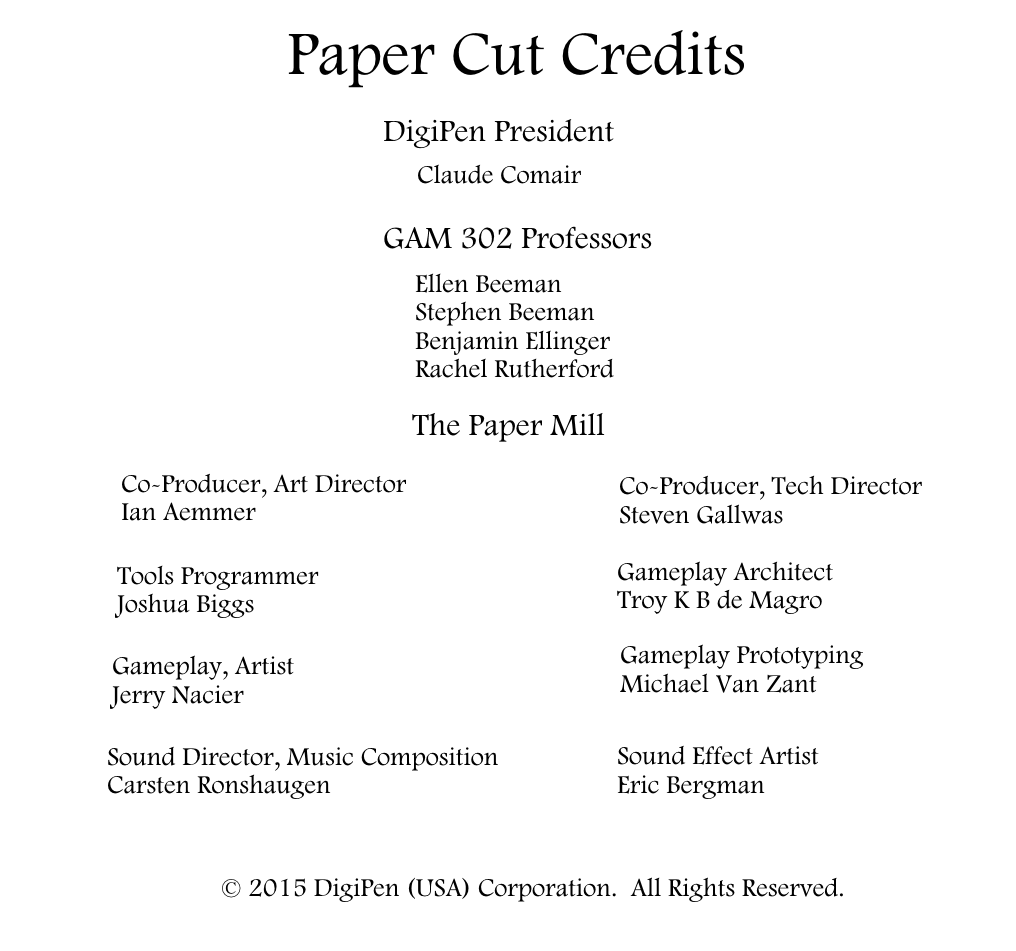 Paper Cut Credits
DigiPen President
Claude Comair
GAM 302 Professors
Ellen Beeman
Stephen Beeman
Benjamin Ellinger
Rachel Rutherford
The Paper Mill
Co-Producer, Art Director
Ian Aemmer
Co-Producer, Tech Director
Steven Gallwas
Tools Programmer
Joshua Biggs
Gameplay Architect
Troy K B de Magro
Gameplay, Artist
Jerry Nacier
Gameplay Prototyping
Michael Van Zant
Sound Director, Music Composition
Carsten Ronshaugen
Sound Effect Artist
Eric Bergman
© 2015 DigiPen (USA) Corporation.  All Rights Reserved.